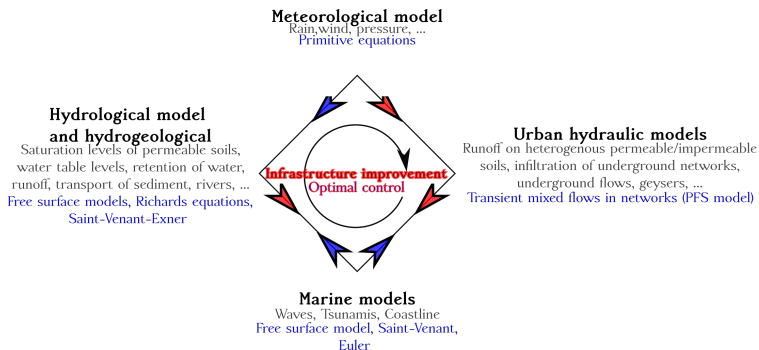 Meteorological model
Rain,wind, pressure, ...
Primitive equations
Hydrological model
and hydrogeological
Saturation levels of permeable soils,
water table levels, retention of water,
runoff, transport of sediment, rivers, ...
Free surface models, Richards equations,
Saint-Venant-Exner
Infrastructure improvement
Optimal control
Urban hydraulic models
Runoff on heterogenous permeable/impermeable
soils, infiltration of underground networks,
underground flows, geysers, ...
Transient mixed flows in networks (PFS model)
Marine models
Waves, Tsunamis, Coastline
Free surface model, Saint-Venant,
Euler